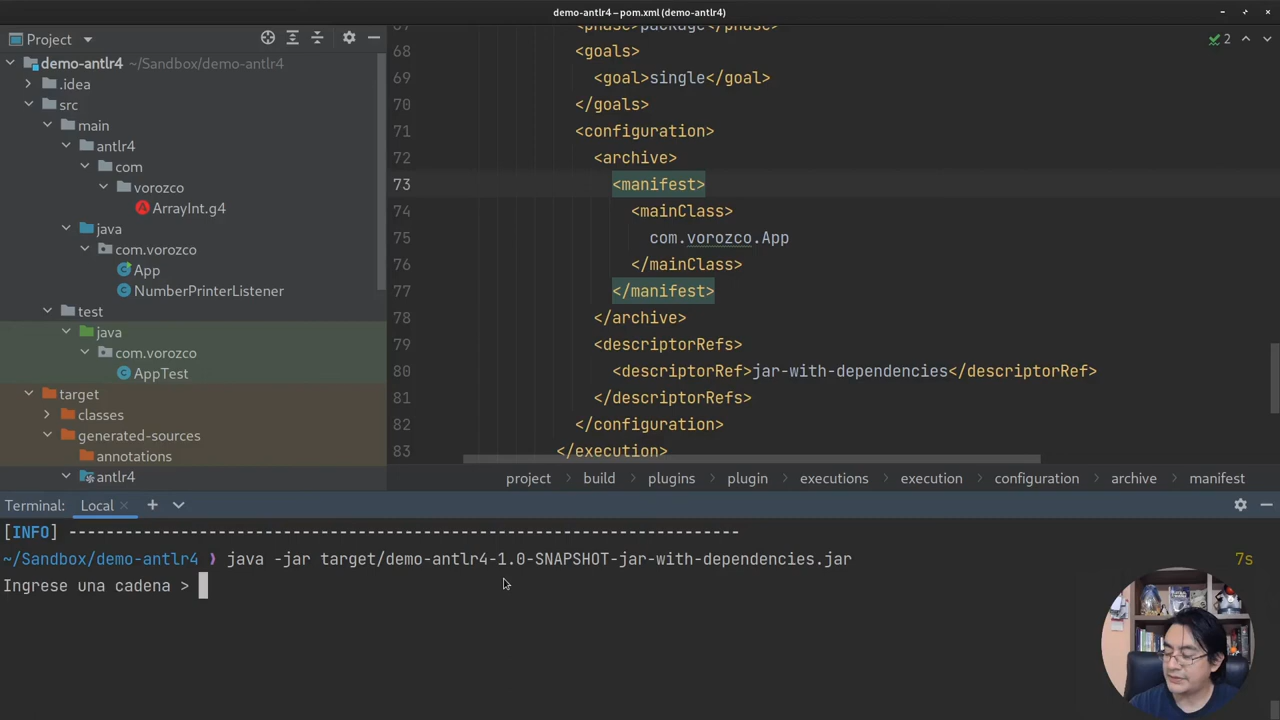 demo-antlr4 – pom.xml (demo-antlr4)
Project
demo-antlr4 ~/Sandbox/demo-antlr4
.idea
src
main
antlr4
com
vorozco
ArrayInt.g4
java
com.vorozco
App
NumberPrinterListener
test
java
com.vorozco
AppTest
target
classes
generated-sources
annotations
antlr4
2
67 <phase>package</phase>
68 <goals>
69 <goal>single</goal>
70 </goals>
71 <configuration>
72 <archive>
73 <manifest>
74 <mainClass>
75 com.vorozco.App
76 </mainClass>
77 </manifest>
78 </archive>
79 <descriptorRefs>
80 <descriptorRef>jar-with-dependencies</descriptorRef>
81 </descriptorRefs>
82 </configuration>
83 </execution>
project › build › plugins › plugin › executions › execution › configuration › archive › manifest
Terminal: Local
[INFO] ------------------------------------------------------------------------
~/Sandbox/demo-antlr4 ❩ java -jar target/demo-antlr4-1.0-SNAPSHOT-jar-with-dependencies.jar 7s
Ingrese una cadena >